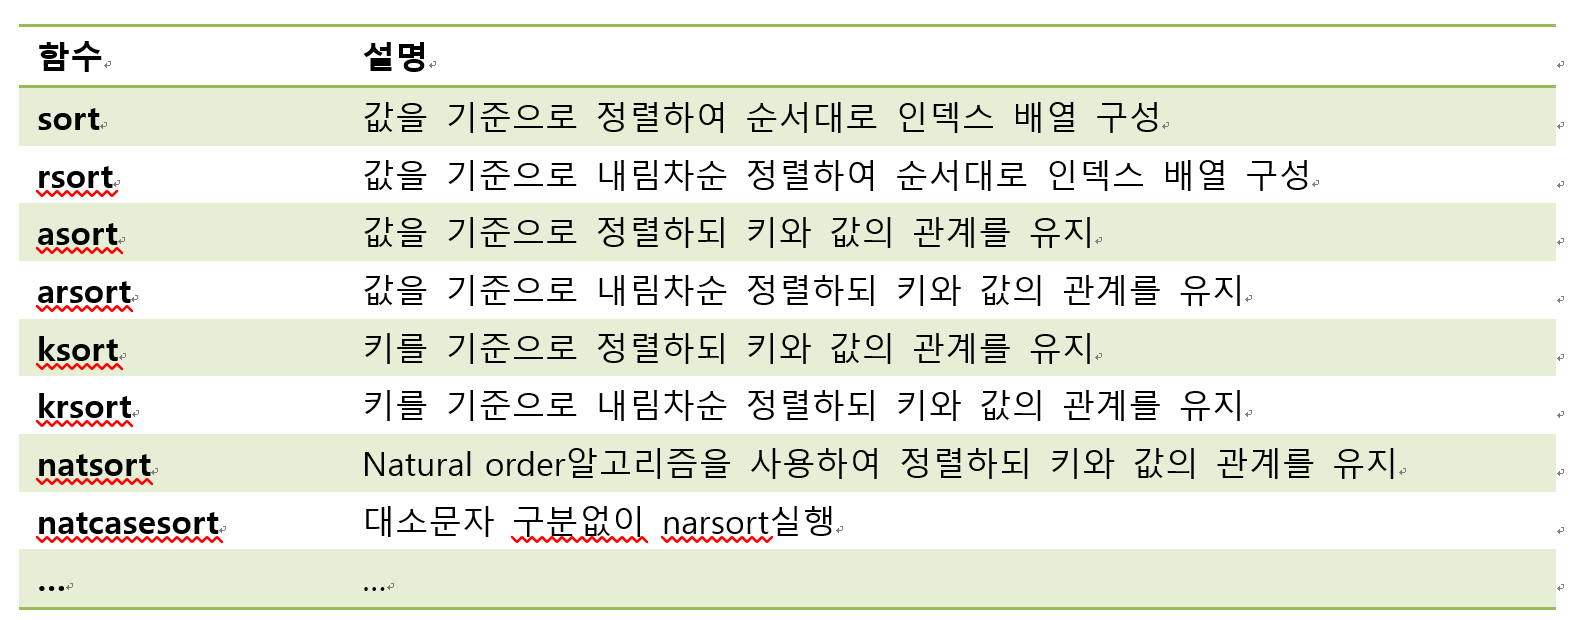 함수 설명
sort 값을 기준으로 정렬하여 순서대로 인덱스 배열 구성
rsort 값을 기준으로 내림차순 정렬하여 순서대로 인덱스 배열 구성
asort 값을 기준으로 정렬하되 키와 값의 관계를 유지
arsort 값을 기준으로 내림차순 정렬하되 키와 값의 관계를 유지
ksort 키를 기준으로 정렬하되 키와 값의 관계를 유지
krsort 키를 기준으로 내림차순 정렬하되 키와 값의 관계를 유지
natsort Natural order알고리즘을 사용하여 정렬하되 키와 값의 관계를 유지
natcasesort 대소문자 구분없이 narsort실행
... ...